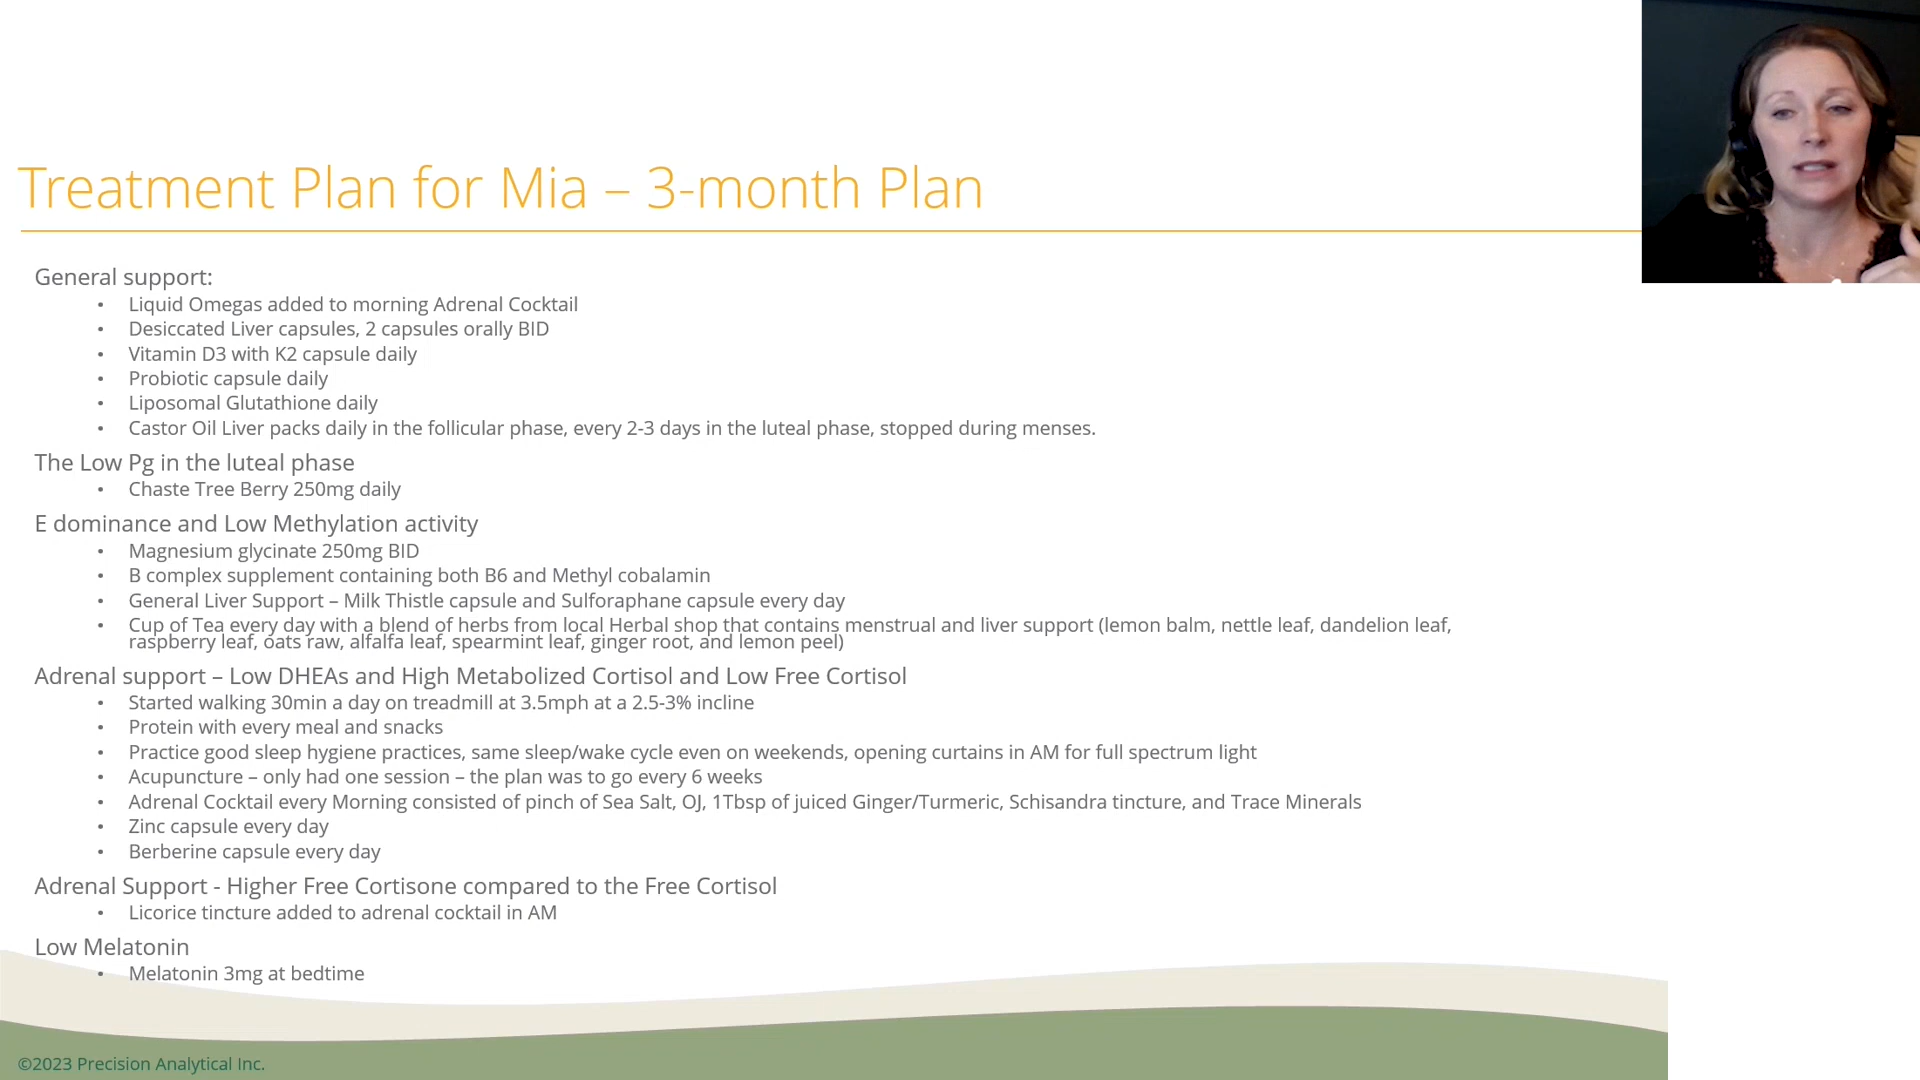 Treatment Plan for Mia – 3-month Plan
General support:
• Liquid Omegas added to morning Adrenal Cocktail
• Desiccated Liver capsules, 2 capsules orally BID
• Vitamin D3 with K2 capsule daily
• Probiotic capsule daily
• Liposomal Glutathione daily
• Castor Oil Liver packs daily in the follicular phase, every 2-3 days in the luteal phase, stopped during menses.
The Low Pg in the luteal phase
• Chaste Tree Berry 250mg daily
E dominance and Low Methylation activity
• Magnesium glycinate 250mg BID
• B complex supplement containing both B6 and Methyl cobalamin
• General Liver Support – Milk Thistle capsule and Sulforaphane capsule every day
• Cup of Tea every day with a blend of herbs from local Herbal shop that contains menstrual and liver support (lemon balm, nettle leaf, dandelion leaf,
raspberry leaf, oats raw, alfalfa leaf, spearmint leaf, ginger root, and lemon peel)
Adrenal support – Low DHEAs and High Metabolized Cortisol and Low Free Cortisol
• Started walking 30min a day on treadmill at 3.5mph at a 2.5-3% incline
• Protein with every meal and snacks
• Practice good sleep hygiene practices, same sleep/wake cycle even on weekends, opening curtains in AM for full spectrum light
• Acupuncture – only had one session – the plan was to go every 6 weeks
• Adrenal Cocktail every Morning consisted of pinch of Sea Salt, OJ, 1Tbsp of juiced Ginger/Turmeric, Schisandra tincture, and Trace Minerals
• Zinc capsule every day
• Berberine capsule every day
Adrenal Support - Higher Free Cortisone compared to the Free Cortisol
• Licorice tincture added to adrenal cocktail in AM
Low Melatonin
• Melatonin 3mg at bedtime
©2023 Precision Analytical Inc.